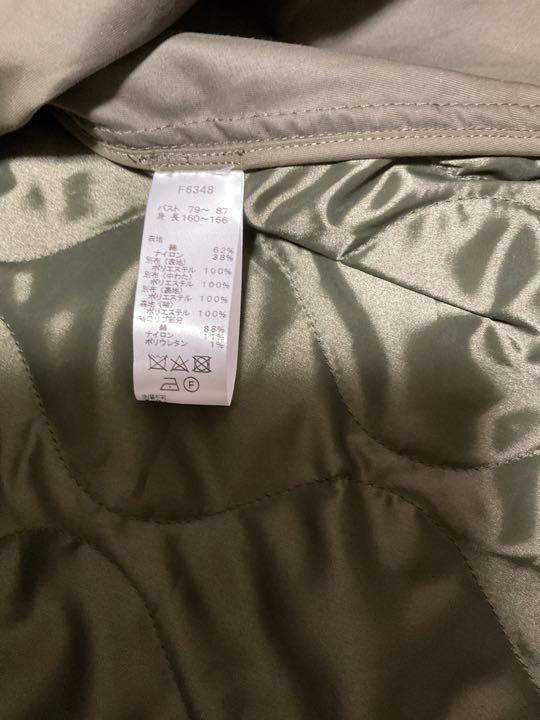 F6348
バスト 79〜 87
身 長160〜166
表地
綿 62%
ナイロン 38%
別布(表地)
ポリエステル 100%
別布(中わた)
ポリエステル 100%
別布(裏地)
ポリエステル 100%
裏地(袖)
ポリエステル 100%
袖口リブ部分
綿 88%
ナイロン 11%
ポリウレタン 1%
F